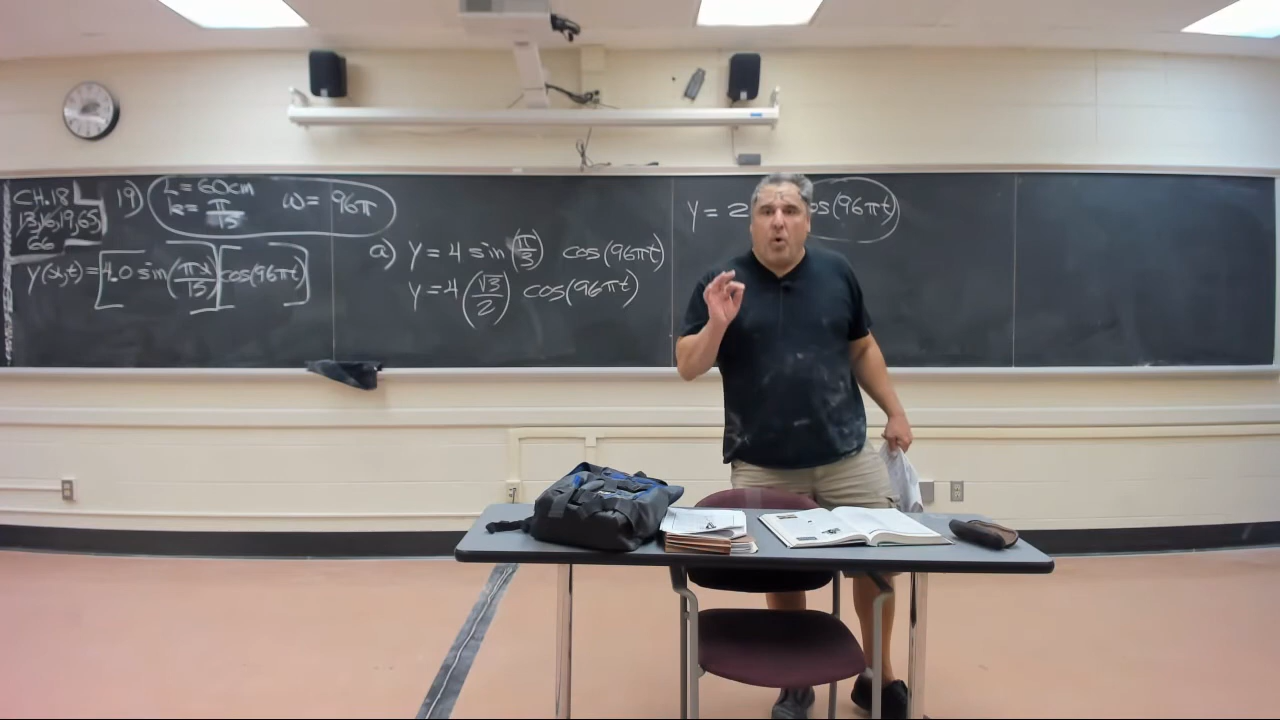 CH.18
13,16,19,65,
66
19) L = 60cm
k = π/15 ω = 96π
y(x,t) = [4.0 sin(πx/15)][cos(96πt)]
a) y = 4 sin(π/3) cos(96πt)
y = 4(√3/2) cos(96πt)
y = 2 os(96πt)